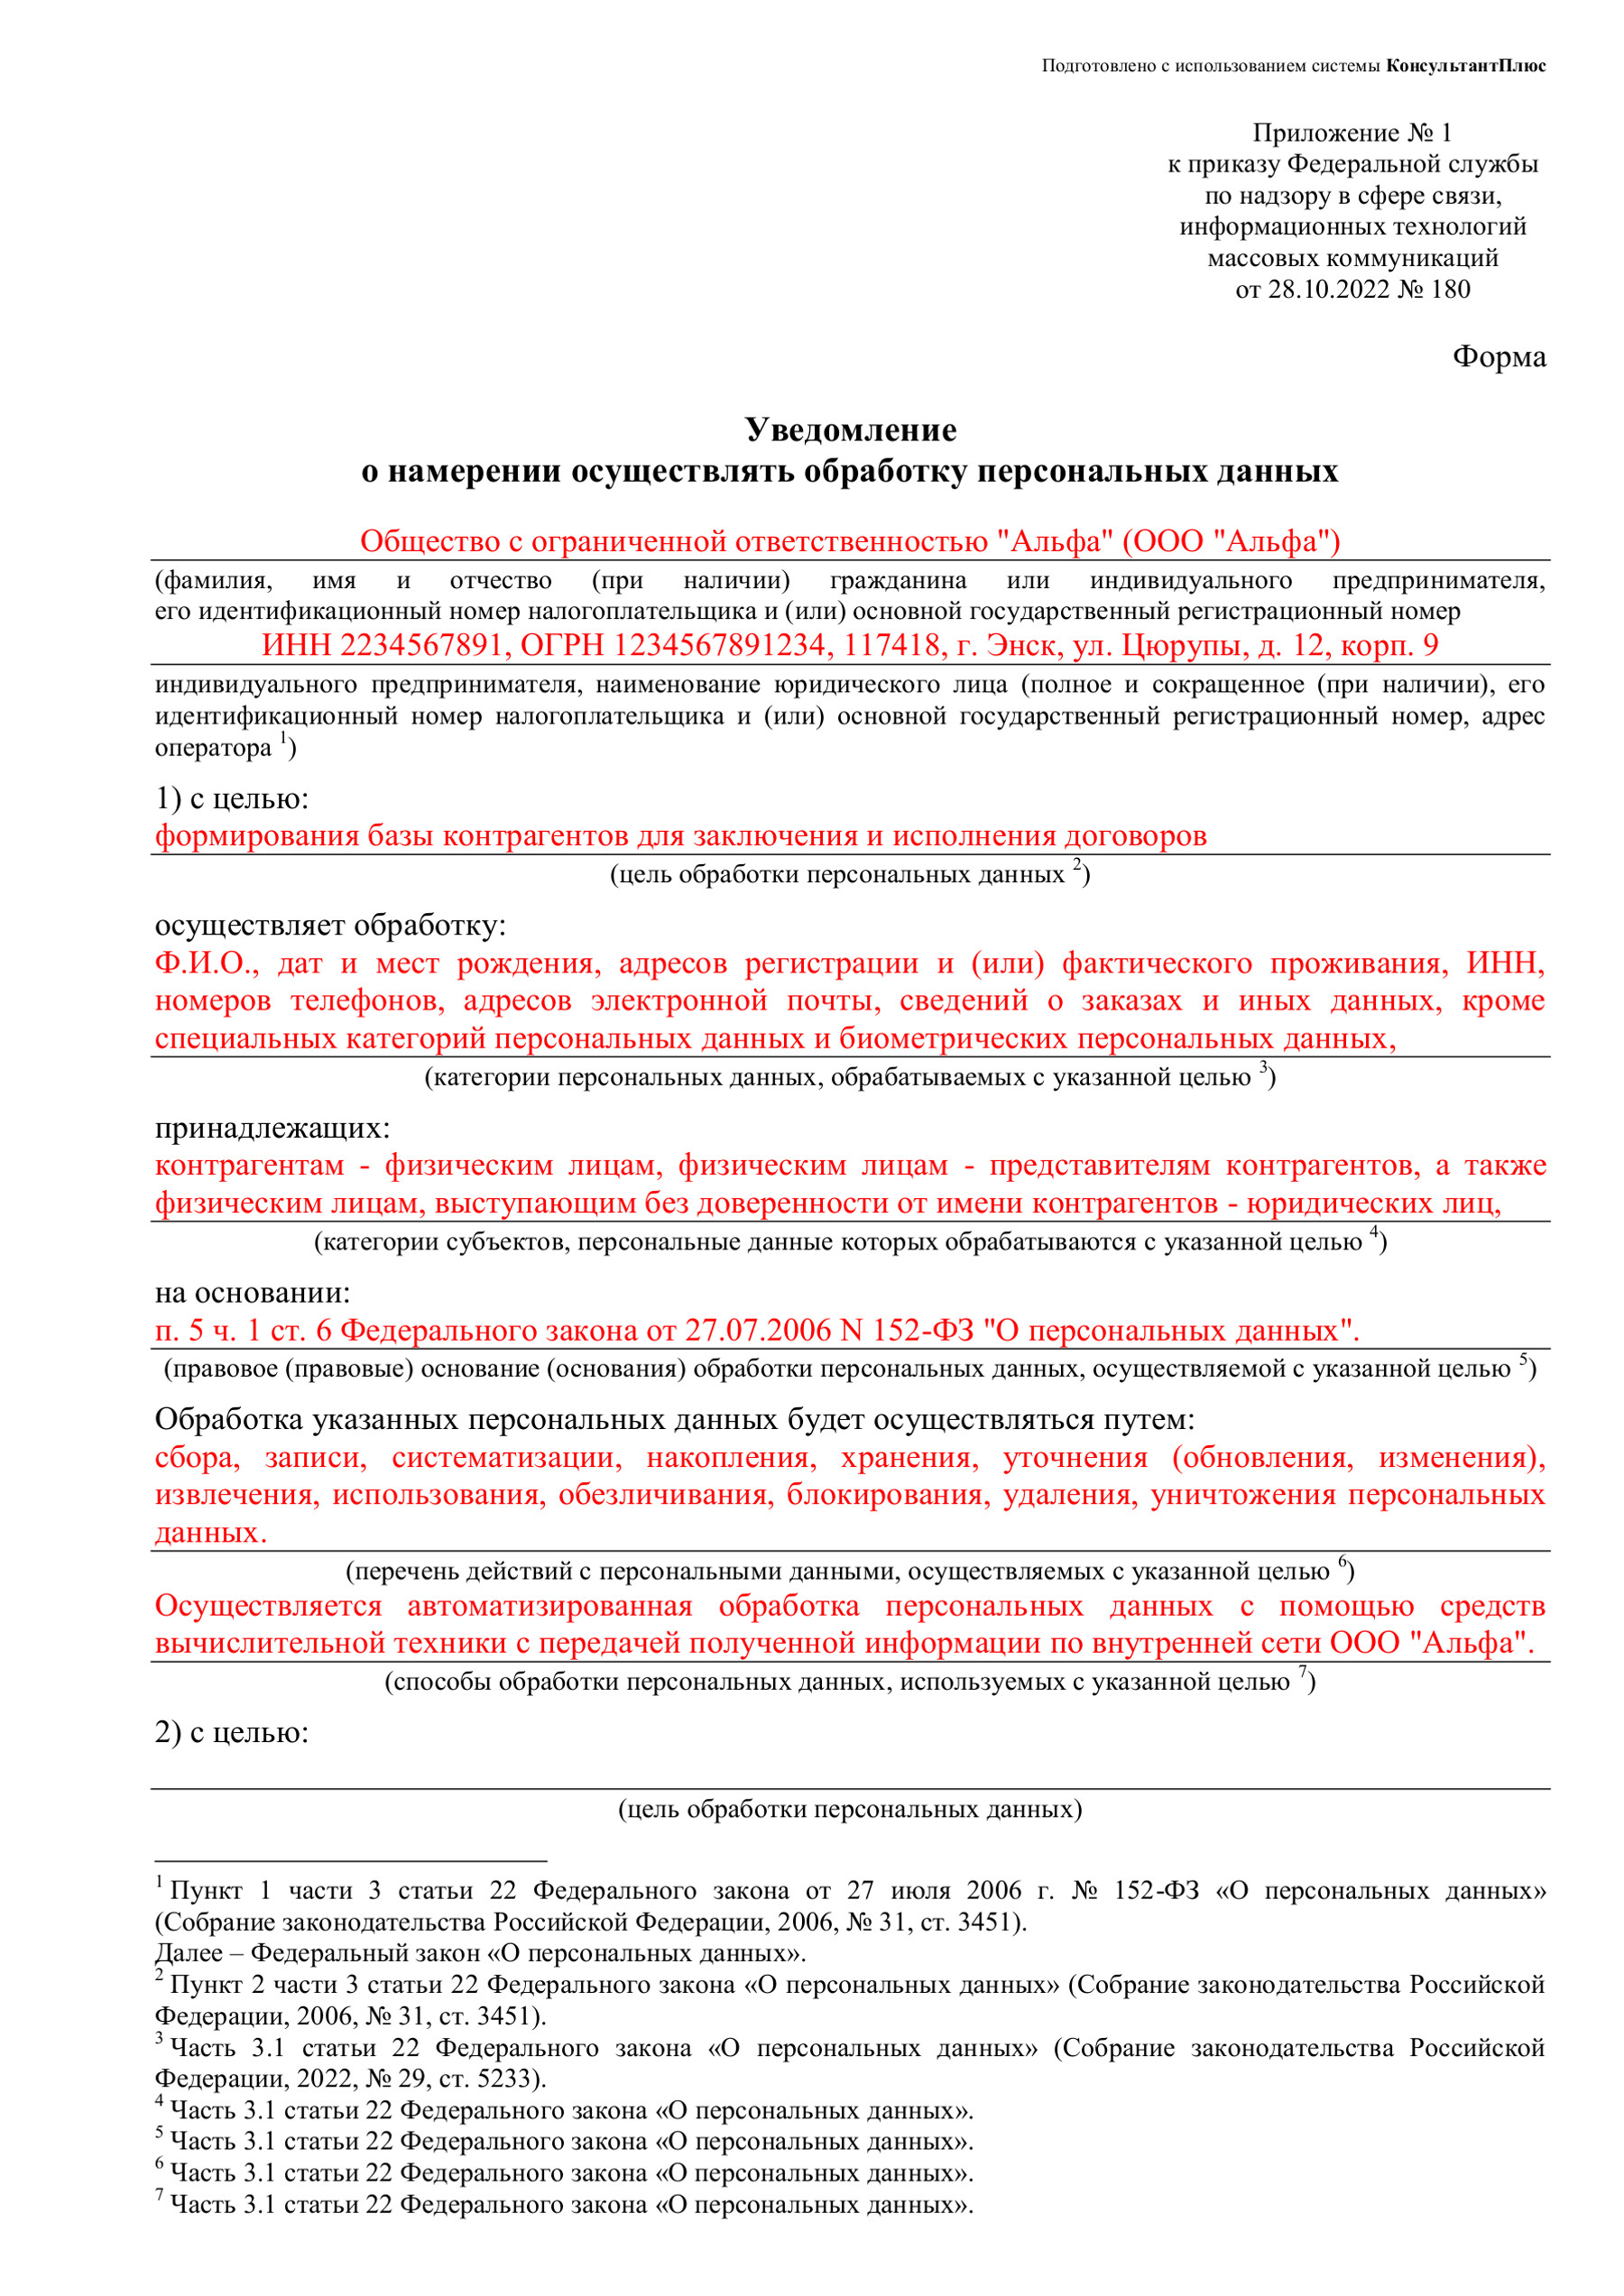 Подготовлено с использованием системы КонсультантПлюс
Приложение № 1
к приказу Федеральной службы
по надзору в сфере связи,
информационных технологий
массовых коммуникаций
от 28.10.2022 № 180
Форма
Уведомление
о намерении осуществлять обработку персональных данных
Общество с ограниченной ответственностью "Альфа" (ООО "Альфа")
(фамилия, имя и отчество (при наличии) гражданина или индивидуального предпринимателя,
его идентификационный номер налогоплательщика и (или) основной государственный регистрационный номер
ИНН 2234567891, ОГРН 1234567891234, 117418, г. Энск, ул. Цюрупы, д. 12, корп. 9
индивидуального предпринимателя, наименование юридического лица (полное и сокращенное (при наличии), его
идентификационный номер налогоплательщика и (или) основной государственный регистрационный номер, адрес
оператора 1)
1) с целью:
формирования базы контрагентов для заключения и исполнения договоров
(цель обработки персональных данных 2)
осуществляет обработку:
Ф.И.О., дат и мест рождения, адресов регистрации и (или) фактического проживания, ИНН,
номеров телефонов, адресов электронной почты, сведений о заказах и иных данных, кроме
специальных категорий персональных данных и биометрических персональных данных,
(категории персональных данных, обрабатываемых с указанной целью 3)
принадлежащих:
контрагентам - физическим лицам, физическим лицам - представителям контрагентов, а также
физическим лицам, выступающим без доверенности от имени контрагентов - юридических лиц,
(категории субъектов, персональные данные которых обрабатываются с указанной целью 4)
на основании:
п. 5 ч. 1 ст. 6 Федерального закона от 27.07.2006 N 152-ФЗ "О персональных данных".
(правовое (правовые) основание (основания) обработки персональных данных, осуществляемой с указанной целью 5)
Обработка указанных персональных данных будет осуществляться путем:
сбора, записи, систематизации, накопления, хранения, уточнения (обновления, изменения),
извлечения, использования, обезличивания, блокирования, удаления, уничтожения персональных
данных.
(перечень действий с персональными данными, осуществляемых с указанной целью 6)
Осуществляется автоматизированная обработка персональных данных с помощью средств
вычислительной техники с передачей полученной информации по внутренней сети ООО "Альфа".
(способы обработки персональных данных, используемых с указанной целью 7)
2) с целью:
(цель обработки персональных данных)
1 Пункт 1 части 3 статьи 22 Федерального закона от 27 июля 2006 г. № 152-ФЗ «О персональных данных»
(Собрание законодательства Российской Федерации, 2006, № 31, ст. 3451).
Далее – Федеральный закон «О персональных данных».
2 Пункт 2 части 3 статьи 22 Федерального закона «О персональных данных» (Собрание законодательства Российской
Федерации, 2006, № 31, ст. 3451).
3 Часть 3.1 статьи 22 Федерального закона «О персональных данных» (Собрание законодательства Российской
Федерации, 2022, № 29, ст. 5233).
4 Часть 3.1 статьи 22 Федерального закона «О персональных данных».
5 Часть 3.1 статьи 22 Федерального закона «О персональных данных».
6 Часть 3.1 статьи 22 Федерального закона «О персональных данных».
7 Часть 3.1 статьи 22 Федерального закона «О персональных данных».